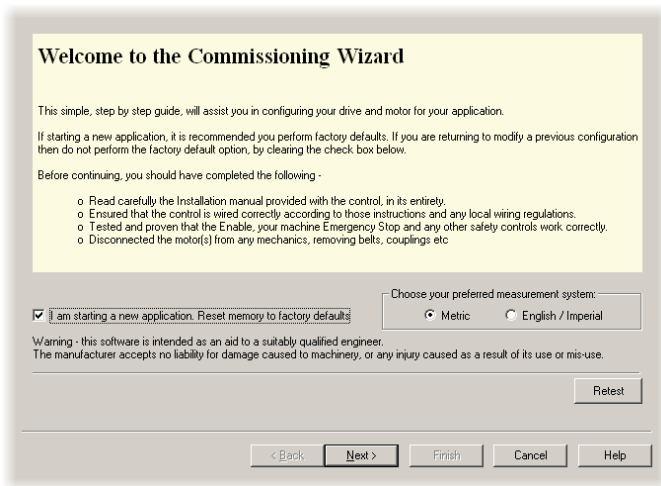 Welcome to the Commissioning Wizard
This simple, step by step guide, will assist you in configuring your drive and motor for your application.
If starting a new application, it is recommended you perform factory defaults. If you are returning to modify a previous configuration
then do not perform the factory default option, by clearing the check box below.
Before continuing, you should have completed the following -
o Read carefully the Installation manual provided with the control, in its entirety.
o Ensured that the control is wired correctly according to those instructions and any local wiring regulations.
o Tested and proven that the Enable, your machine Emergency Stop and any other safety controls work correctly.
o Disconnected the motor(s) from any mechanics, removing belts, couplings etc
Choose your preferred measurement system:
I am starting a new application. Reset memory to factory defaults
Metric English / Imperial
Warning - this software is intended as an aid to a suitably qualified engineer.
The manufacturer accepts no liability for damage caused to machinery, or any injury caused as a result of its use or mis-use.
Retest
< Back Next > Finish Cancel Help